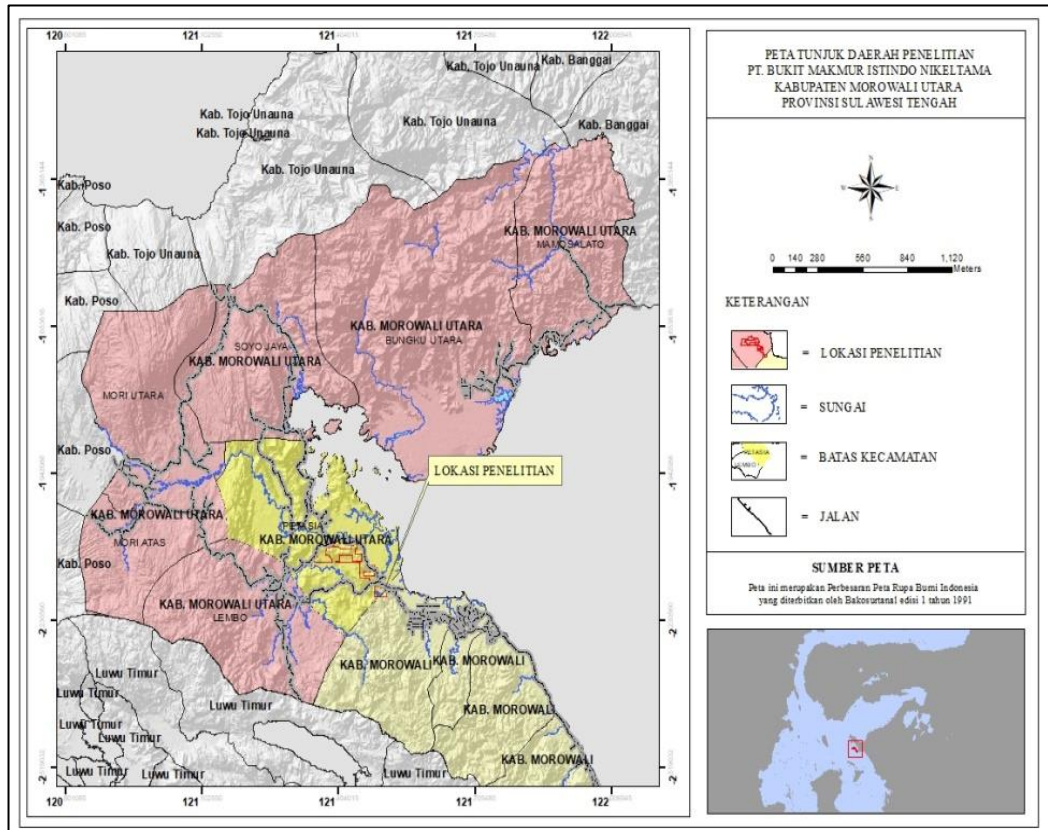 120 121 121 121 122
Kab. Tojo Unauna
Kab. Banggai
Kab. Tojo Unauna
Kab. Tojo Unauna
Kab. Tojo Unauna
Kab. Banggai
Kab. Tojo Unauna
Kab. Poso
Kab. Poso
Kab. Tojo Unauna
KAB. MOROWALI UTARA
MAMOSALATO
Kab. Poso
KAB. MOROWALI UTARA
BUNGKU UTARA
SOYO JAYA
KAB. MOROWALI UTARA
MORI UTARA
Kab. Poso
LOKASI PENELITIAN
KAB. MOROWALI UTARA
MORI ATAS
PETASIA
KAB. MOROWALI UTARA
Kab. Poso
KAB. MOROWALI UTARA
LEMBO
KAB. MOROWALI
KAB. MOROWALI
Luwu Timur
Luwu Timur
Luwu Timur
KAB. MOROWALI
Luwu Timur
Luwu Timur
Luwu Timur
KAB. MOROWALI
120 121 121 121 122
PETA TUNJUK DAERAH PENELITIAN
PT. BUKIT MAKMUR ISTINDO NIKELTAMA
KABUPATEN MOROWALI UTARA
PROVINSI SULAWESI TENGAH
N
W E
S
0 140 280 560 840 1,120
Meters
KETERANGAN
= LOKASI PENELITIAN
= SUNGAI
= BATAS KECAMATAN
= JALAN
SUMBER PETA
Peta ini merupakan Perbesaran Peta Rupa Bumi Indonesia
yang diterbitkan oleh Bakosurtanal edisi 1 tahun 1991